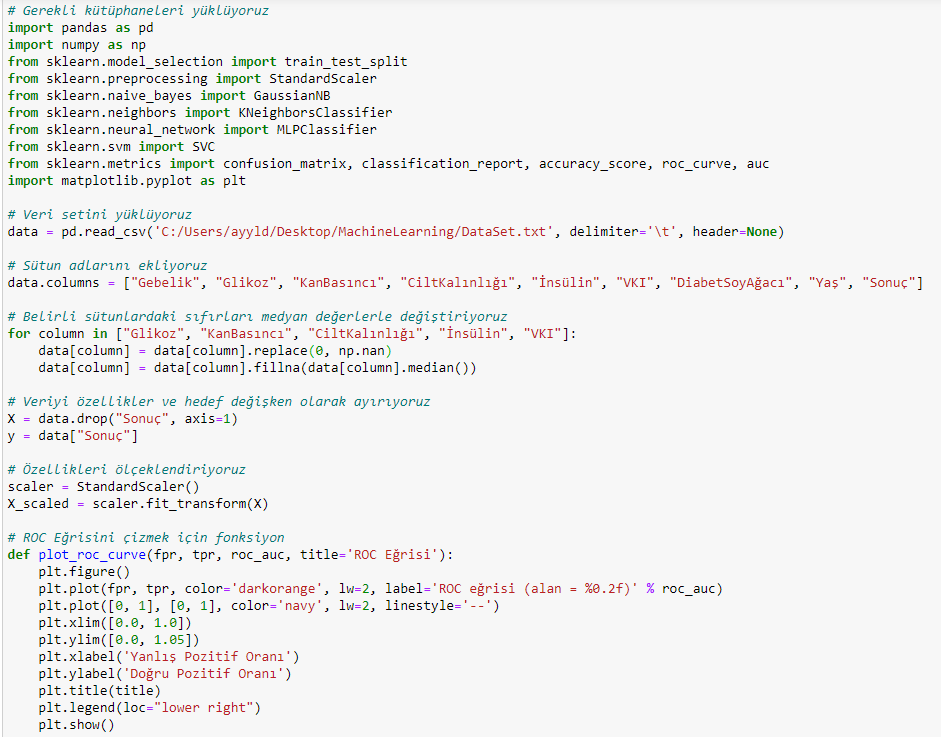 # Gerekli kütüphaneleri yüklüyoruz
import pandas as pd
import numpy as np
from sklearn.model_selection import train_test_split
from sklearn.preprocessing import StandardScaler
from sklearn.naive_bayes import GaussianNB
from sklearn.neighbors import KNeighborsClassifier
from sklearn.neural_network import MLPClassifier
from sklearn.svm import SVC
from sklearn.metrics import confusion_matrix, classification_report, accuracy_score, roc_curve, auc
import matplotlib.pyplot as plt

# Veri setini yüklüyoruz
data = pd.read_csv('C:/Users/ayyld/Desktop/MachineLearning/DataSet.txt', delimiter='\t', header=None)

# Sütun adlarını ekliyoruz
data.columns = ["Gebelik", "Glikoz", "KanBasıncı", "CiltKalınlığı", "İnsülin", "VKI", "DiabetSoyAğacı", "Yaş", "Sonuç"]

# Belirli sütunlardaki sıfırları medyan değerlerle değiştiriyoruz
for column in ["Glikoz", "KanBasıncı", "CiltKalınlığı", "İnsülin", "VKI"]:
    data[column] = data[column].replace(0, np.nan)
    data[column] = data[column].fillna(data[column].median())

# Veriyi özellikler ve hedef değişken olarak ayırıyoruz
X = data.drop("Sonuç", axis=1)
y = data["Sonuç"]

# Özellikleri ölçeklendiriyoruz
scaler = StandardScaler()
X_scaled = scaler.fit_transform(X)

# ROC Eğrisini çizmek için fonksiyon
def plot_roc_curve(fpr, tpr, roc_auc, title='ROC Eğrisi'):
    plt.figure()
    plt.plot(fpr, tpr, color='darkorange', lw=2, label='ROC eğrisi (alan = %0.2f)' % roc_auc)
    plt.plot([0, 1], [0, 1], color='navy', lw=2, linestyle='--')
    plt.xlim([0.0, 1.0])
    plt.ylim([0.0, 1.05])
    plt.xlabel('Yanlış Pozitif Oranı')
    plt.ylabel('Doğru Pozitif Oranı')
    plt.title(title)
    plt.legend(loc="lower right")
    plt.show()